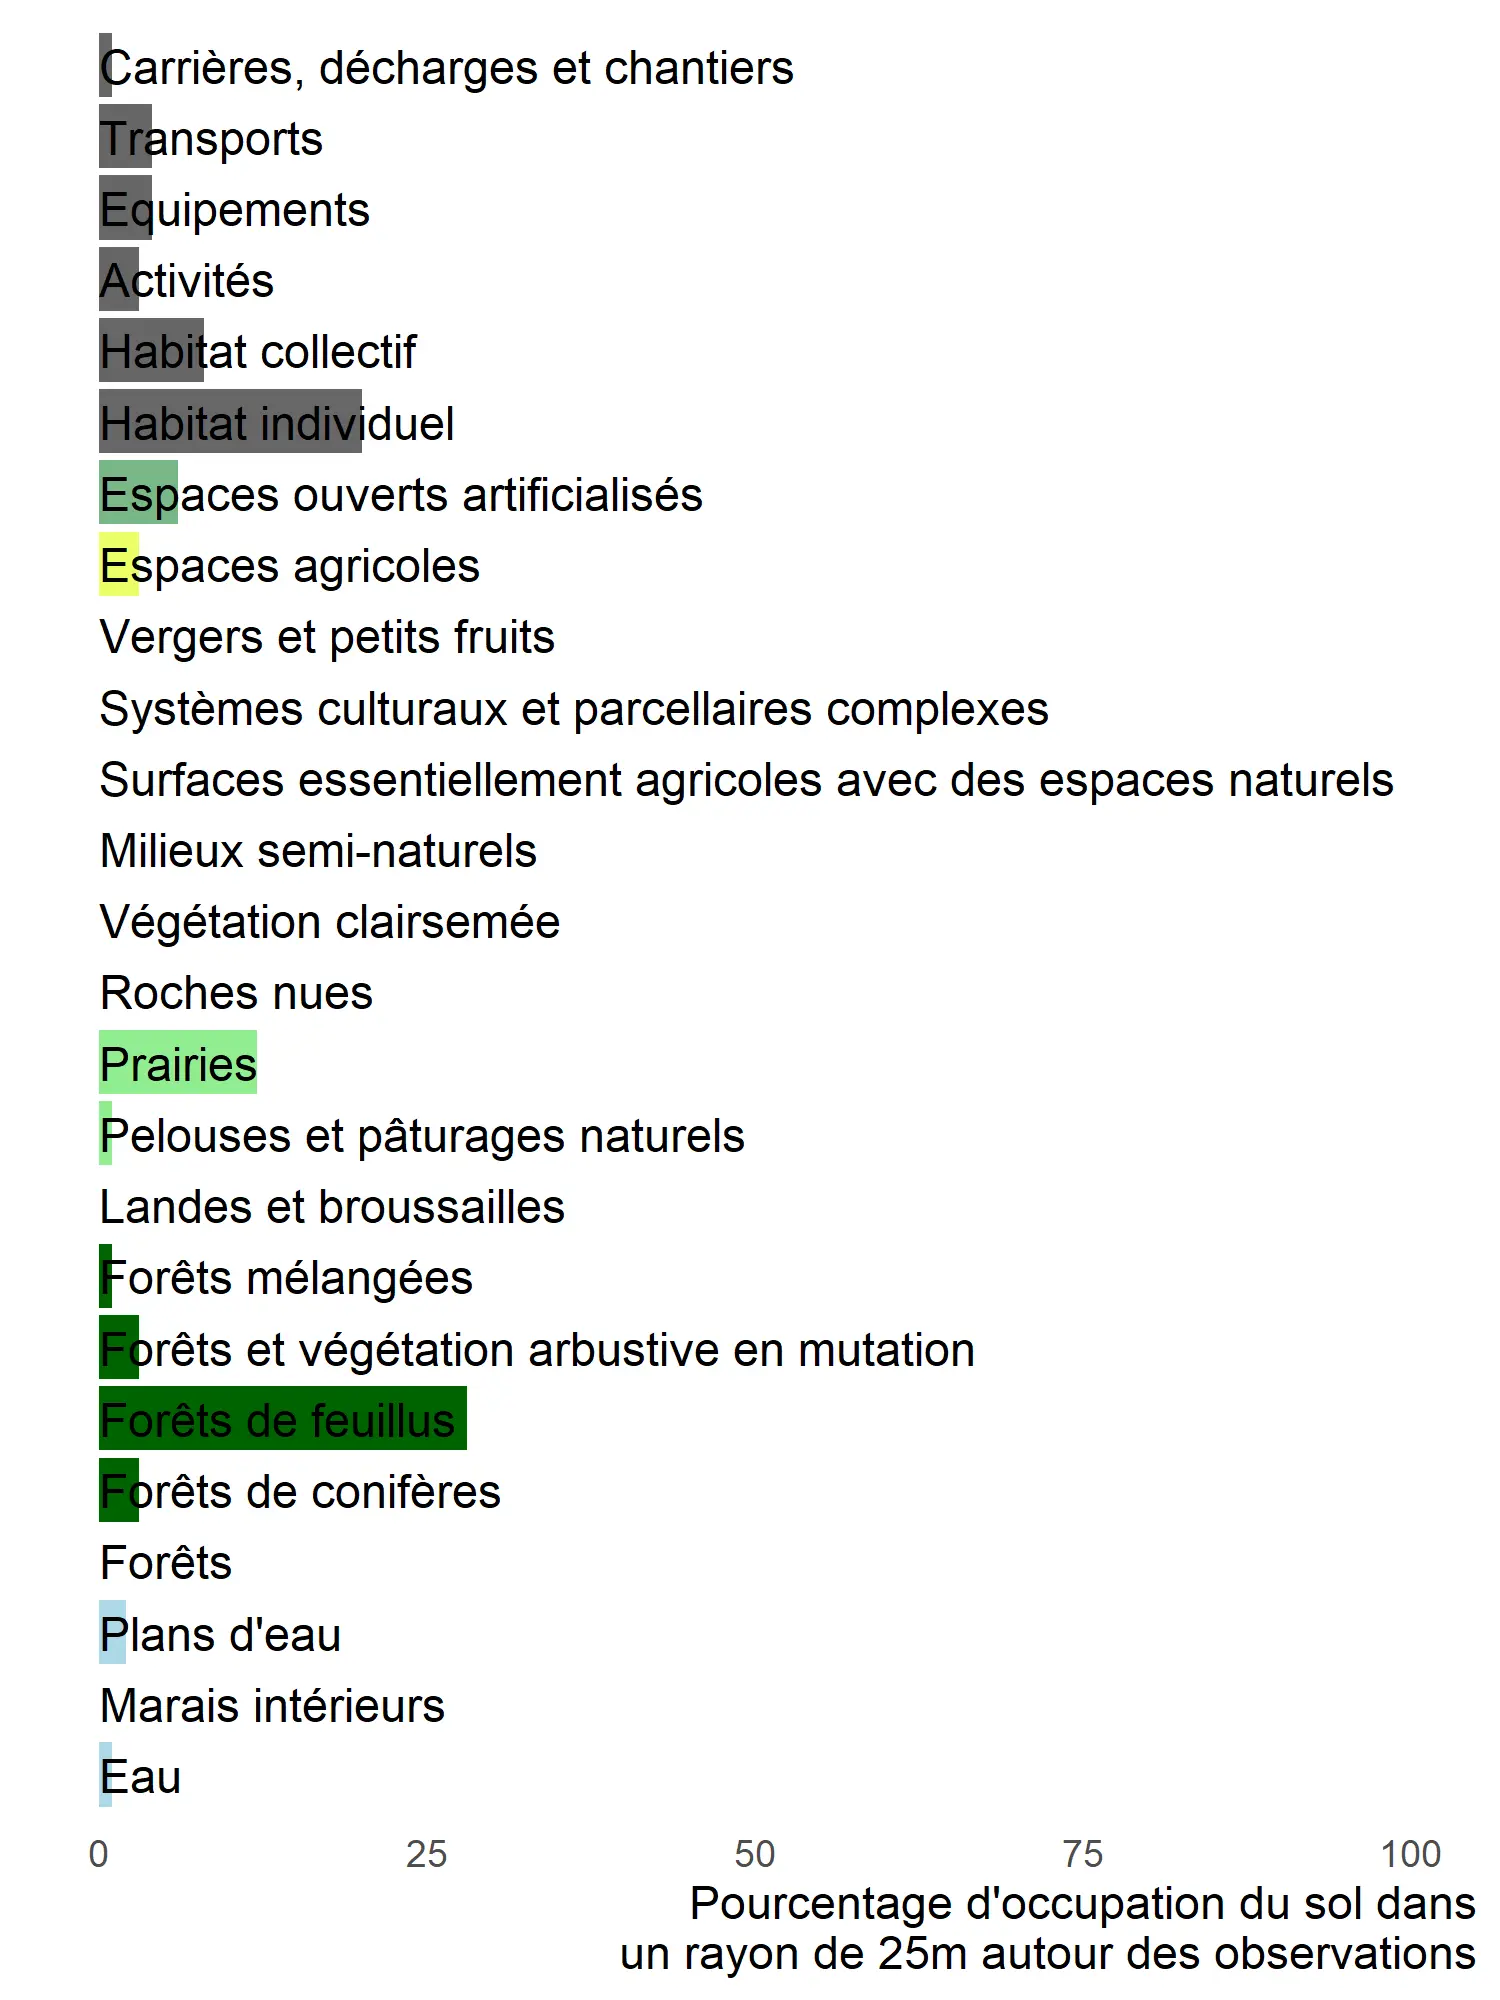 Carrières, décharges et chantiers
Transports
Equipements
Activités
Habitat collectif
Habitat individuel
Espaces ouverts artificialisés
Espaces agricoles
Vergers et petits fruits
Systèmes culturaux et parcellaires complexes
Surfaces essentiellement agricoles avec des espaces naturels
Milieux semi-naturels
Végétation clairsemée
Roches nues
Prairies
Pelouses et pâturages naturels
Landes et broussailles
Forêts mélangées
Forêts et végétation arbustive en mutation
Forêts de feuillus
Forêts de conifères
Forêts
Plans d'eau
Marais intérieurs
Eau
0 25 50 75 100
Pourcentage d'occupation du sol dans
un rayon de 25m autour des observations